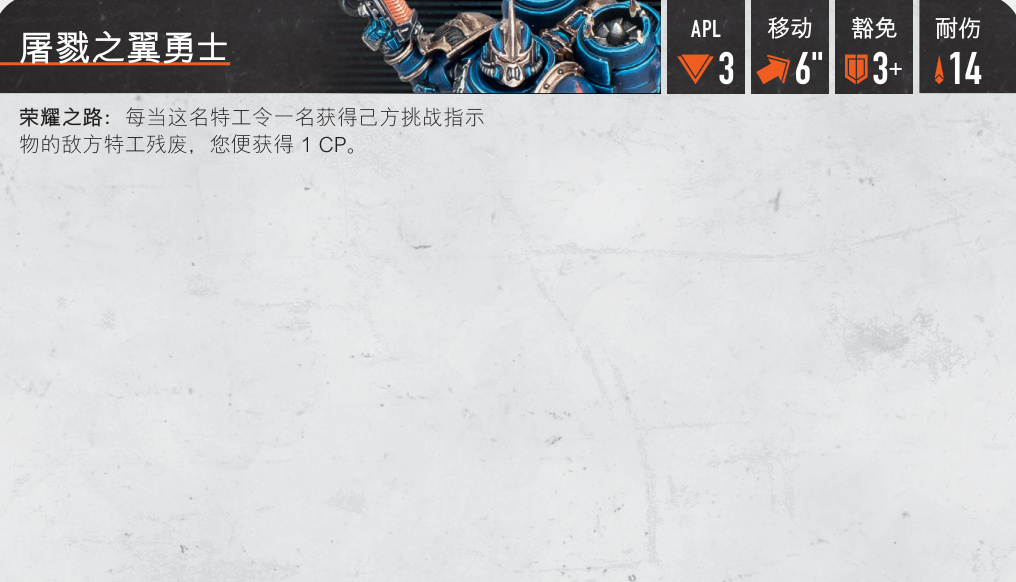 屠戮之翼勇士
APL
3
移动
6"
豁免
3+
耐伤
14
荣耀之路：每当这名特工令一名获得己方挑战指示
物的敌方特工残废，您便获得 1 CP。